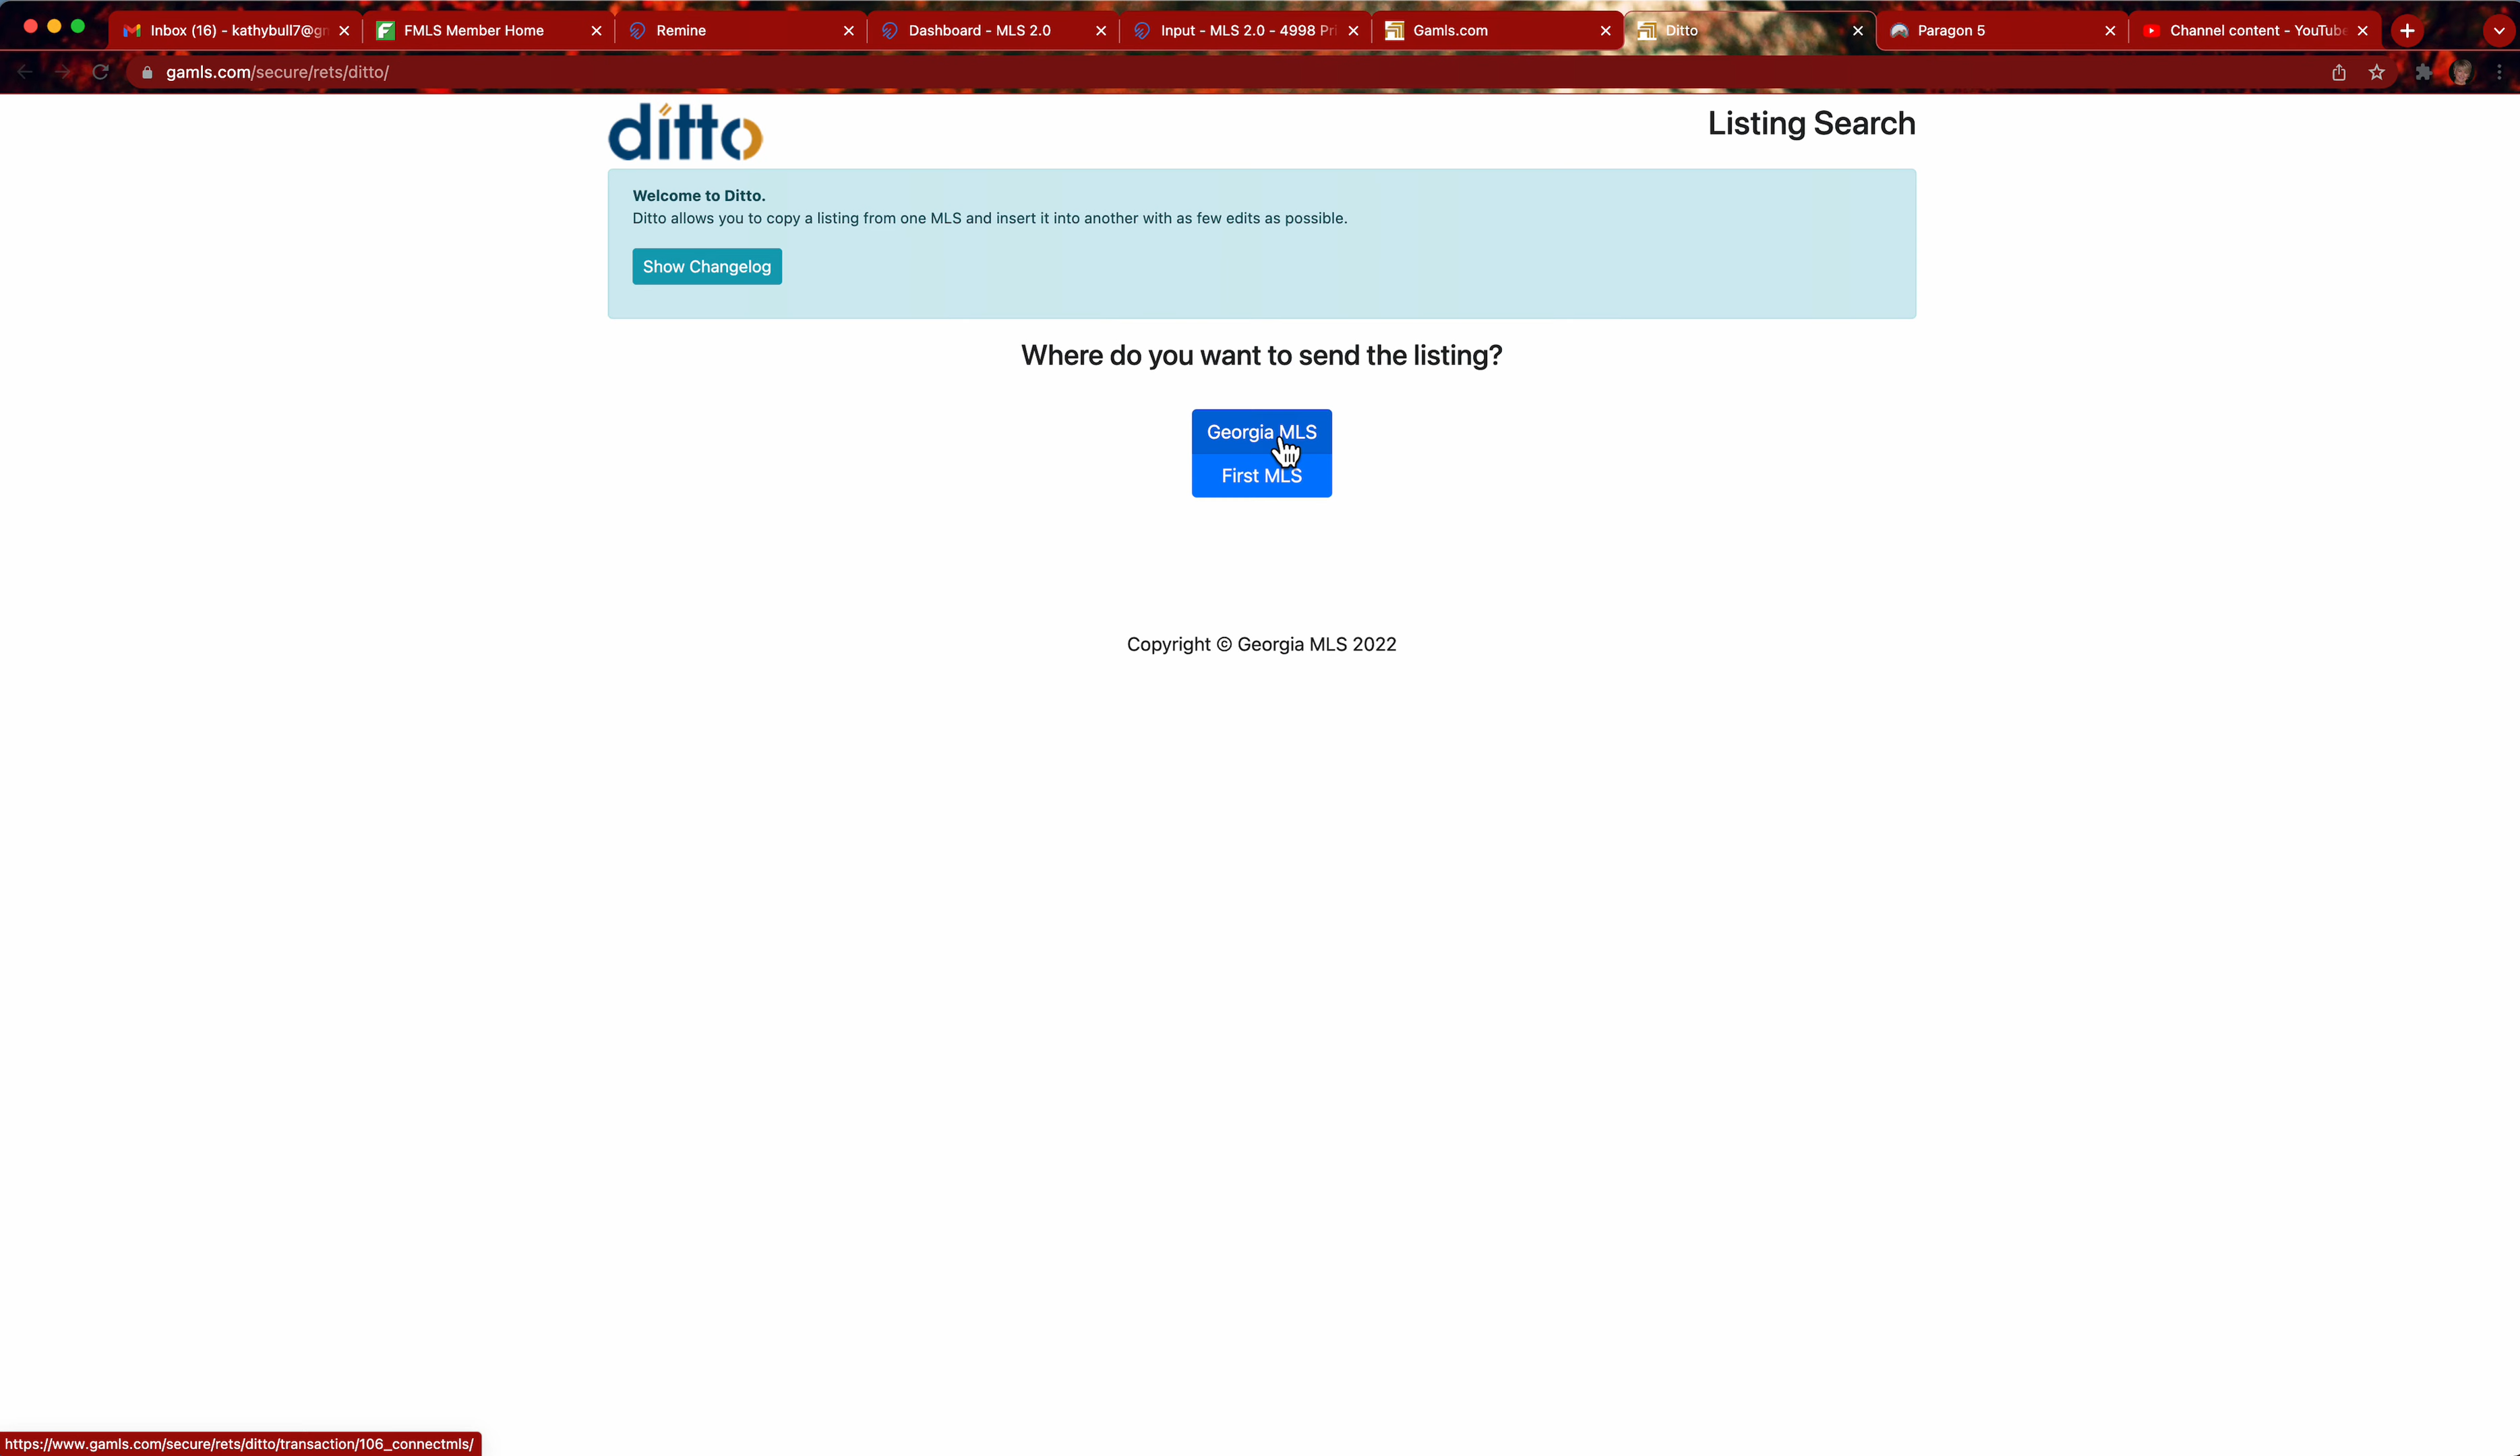 Inbox (16) - kathybull7@gm
FMLS Member Home
Remine
Dashboard - MLS 2.0
Input - MLS 2.0 - 4998 Pri
Gamls.com
Ditto
Paragon 5
Channel content - YouTube
gamls.com/secure/rets/ditto/
ditto
Listing Search
Welcome to Ditto.
Ditto allows you to copy a listing from one MLS and insert it into another with as few edits as possible.
Show Changelog
Where do you want to send the listing?
Georgia MLS
First MLS
Copyright © Georgia MLS 2022
https://www.gamls.com/secure/rets/ditto/transaction/106_connectmls/